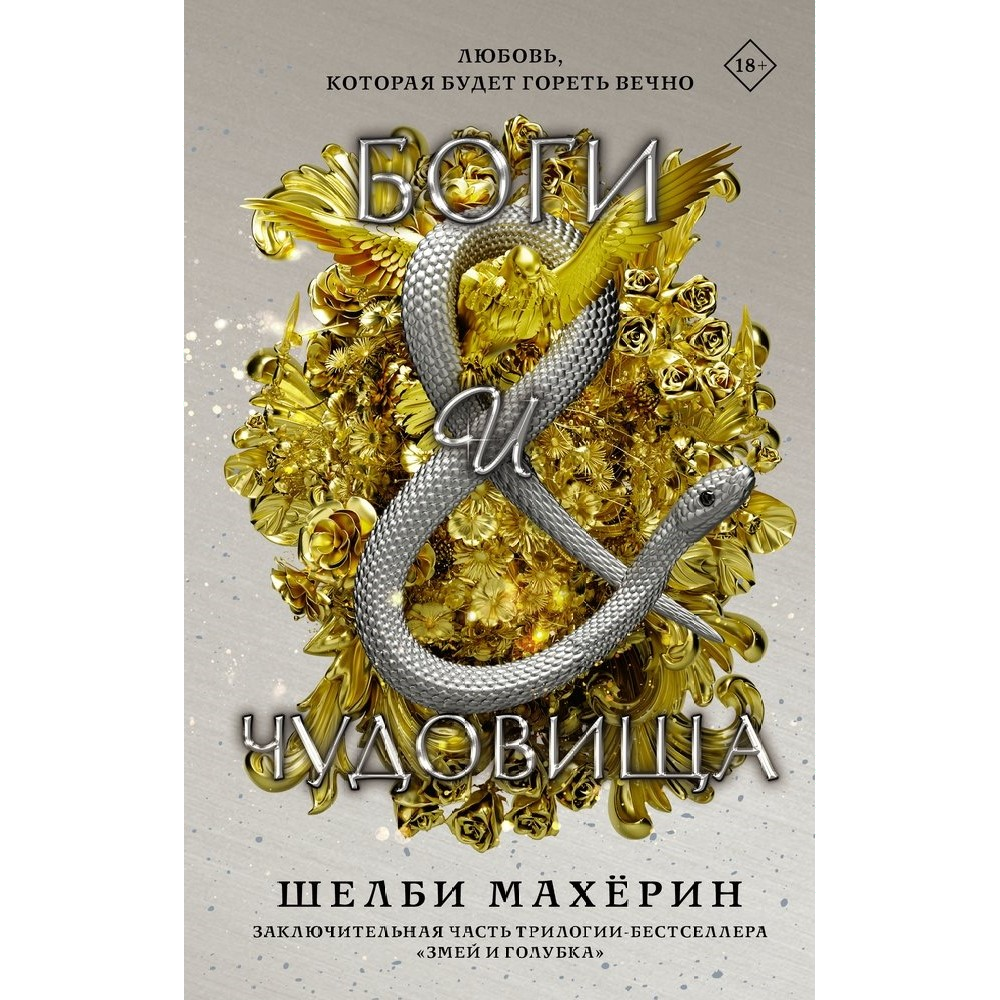 ЛЮБОВЬ,
КОТОРАЯ БУДЕТ ГОРЕТЬ ВЕЧНО
18+
БОГИ
И
ЧУДОВИЩА
ШЕЛБИ МАХЁРИН
ЗАКЛЮЧИТЕЛЬНАЯ ЧАСТЬ ТРИЛОГИИ-БЕСТСЕЛЛЕРА
«ЗМЕЙ И ГОЛУБКА»